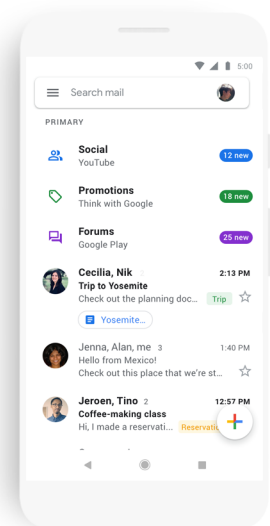 5:00
Search mail
PRIMARY
Social
12 new
YouTube
Promotions
18 new
Think with Google
Forums
25 new
Google Play
Cecilia, Nik 2:13 PM
Trip to Yosemite
Check out the planning doc... Trip
Yosemite...
Jenna, Alan, me 3 1:40 PM
Hello from Mexico!
Check out this place that we're st...
Jeroen, Tino 2 12:57 PM
Coffee-making class
Hi, I made a reservati... Reservatio